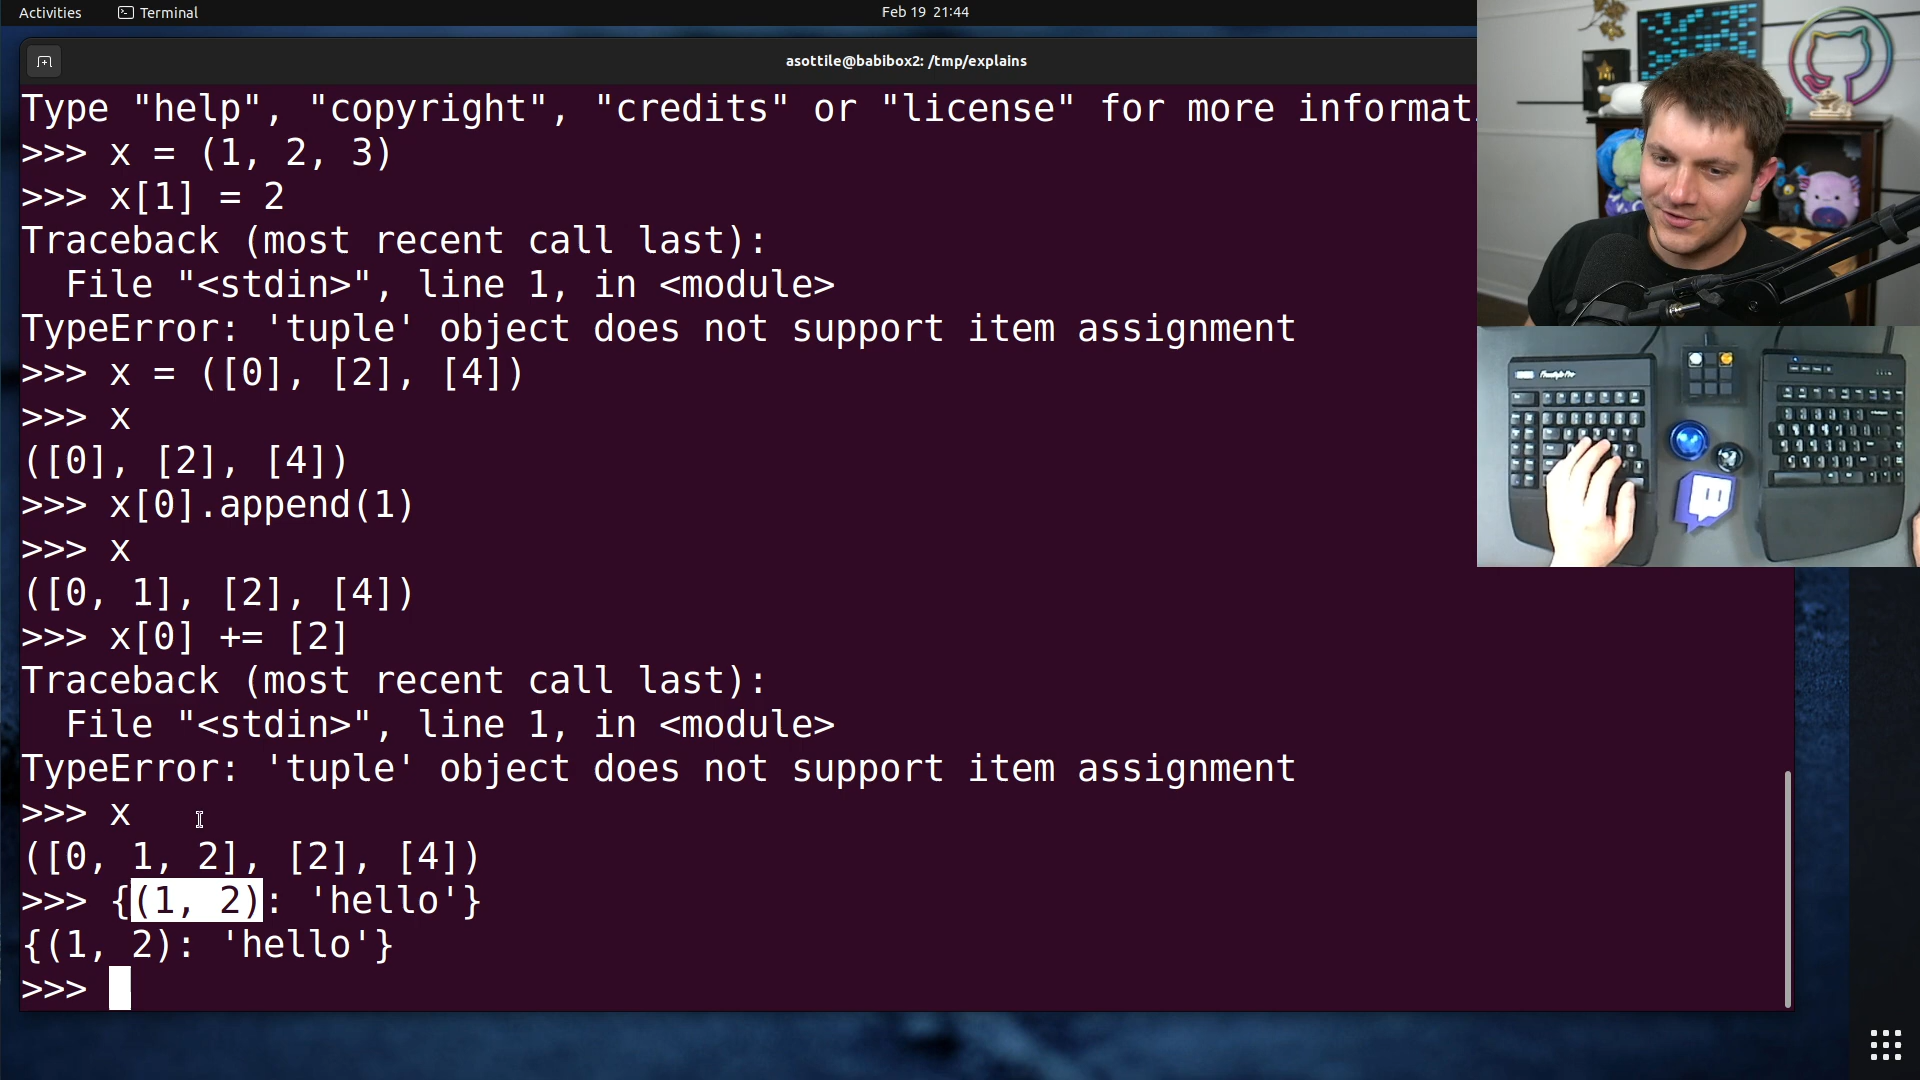 Activities
Terminal
Feb 19 21:44
asottile@babibox2: /tmp/explains
Type "help", "copyright", "credits" or "license" for more informat
>>> x = (1, 2, 3)
>>> x[1] = 2
Traceback (most recent call last):
  File "<stdin>", line 1, in <module>
TypeError: 'tuple' object does not support item assignment
>>> x = ([0], [2], [4])
>>> x
([0], [2], [4])
>>> x[0].append(1)
>>> x
([0, 1], [2], [4])
>>> x[0] += [2]
Traceback (most recent call last):
  File "<stdin>", line 1, in <module>
TypeError: 'tuple' object does not support item assignment
>>> x
([0, 1, 2], [2], [4])
>>> {(1, 2): 'hello'}
{(1, 2): 'hello'}
>>>
Freestyle Pro